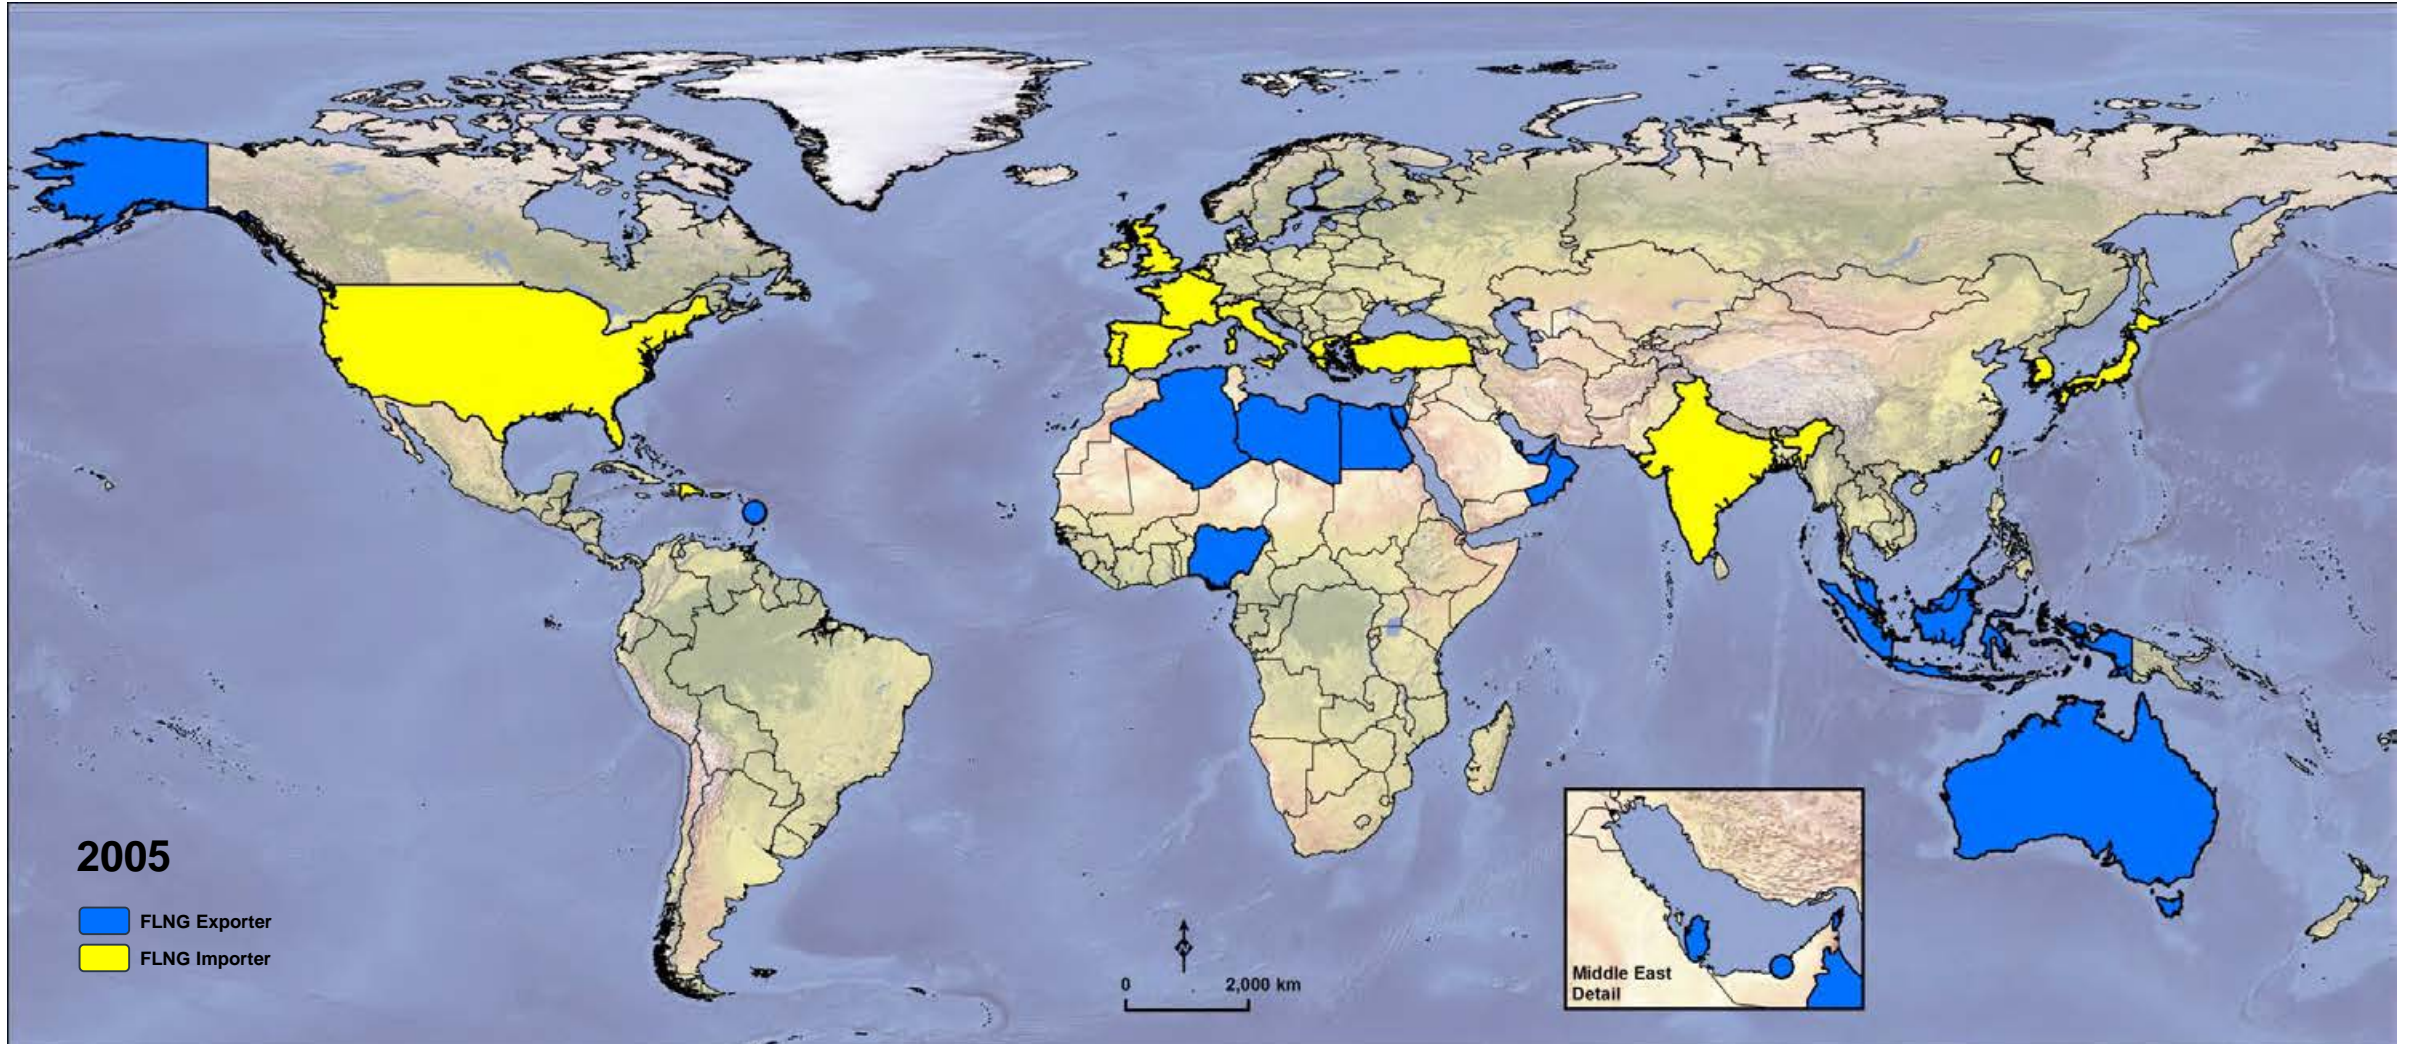 2005
FLNG Exporter
FLNG Importer
N
0 2,000 km
Middle East
Detail